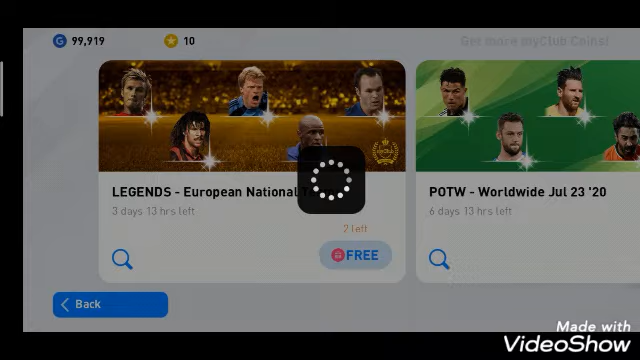 G 99,919
10
Get more myClub Coins!
LEGENDS - European National
3 days 13 hrs left
2 left
FREE
POTW - Worldwide Jul 23 '20
6 days 13 hrs left
Back
Made with
VideoShow